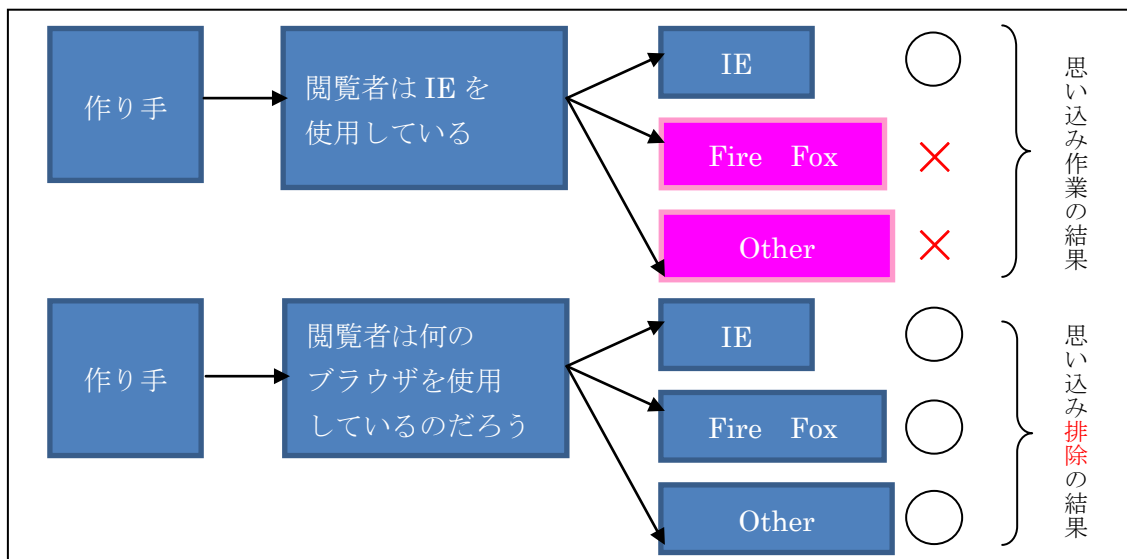 作り手
閲覧者は IE を
使用している
IE
Fire　Fox
Other
思い込み作業の結果
作り手
閲覧者は何の
ブラウザを使用
しているのだろう
IE
Fire　Fox
Other
思い込み排除の結果